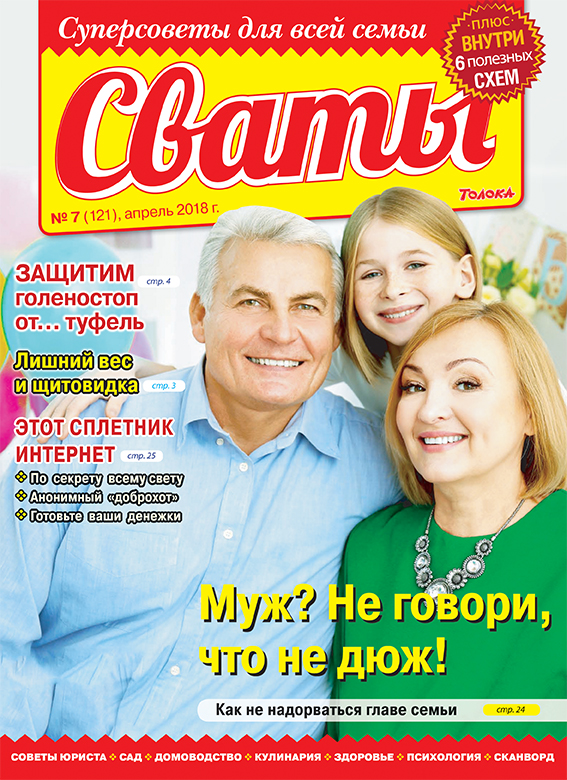 Суперсоветы для всей семьи
ПЛЮС
ВНУТРИ
6 полезных
СХЕМ
Сваты
Толока
№ 7 (121), апрель 2018 г.
ЗАЩИТИМ
голеностоп
от... туфель
стр. 4
Лишний вес
и щитовидка
стр. 3
ЭТОТ СПЛЕТНИК
ИНТЕРНЕТ
стр. 25
❖ По секрету всему свету
❖ Анонимный «доброхот»
❖ Готовьте ваши денежки
Муж? Не говори,
что не дюж!
Как не надорваться главе семьи
стр. 24
СОВЕТЫ ЮРИСТА ❖ САД ❖ ДОМОВОДСТВО ❖ КУЛИНАРИЯ ❖ ЗДОРОВЬЕ ❖ ПСИХОЛОГИЯ ❖ СКАНВОРД